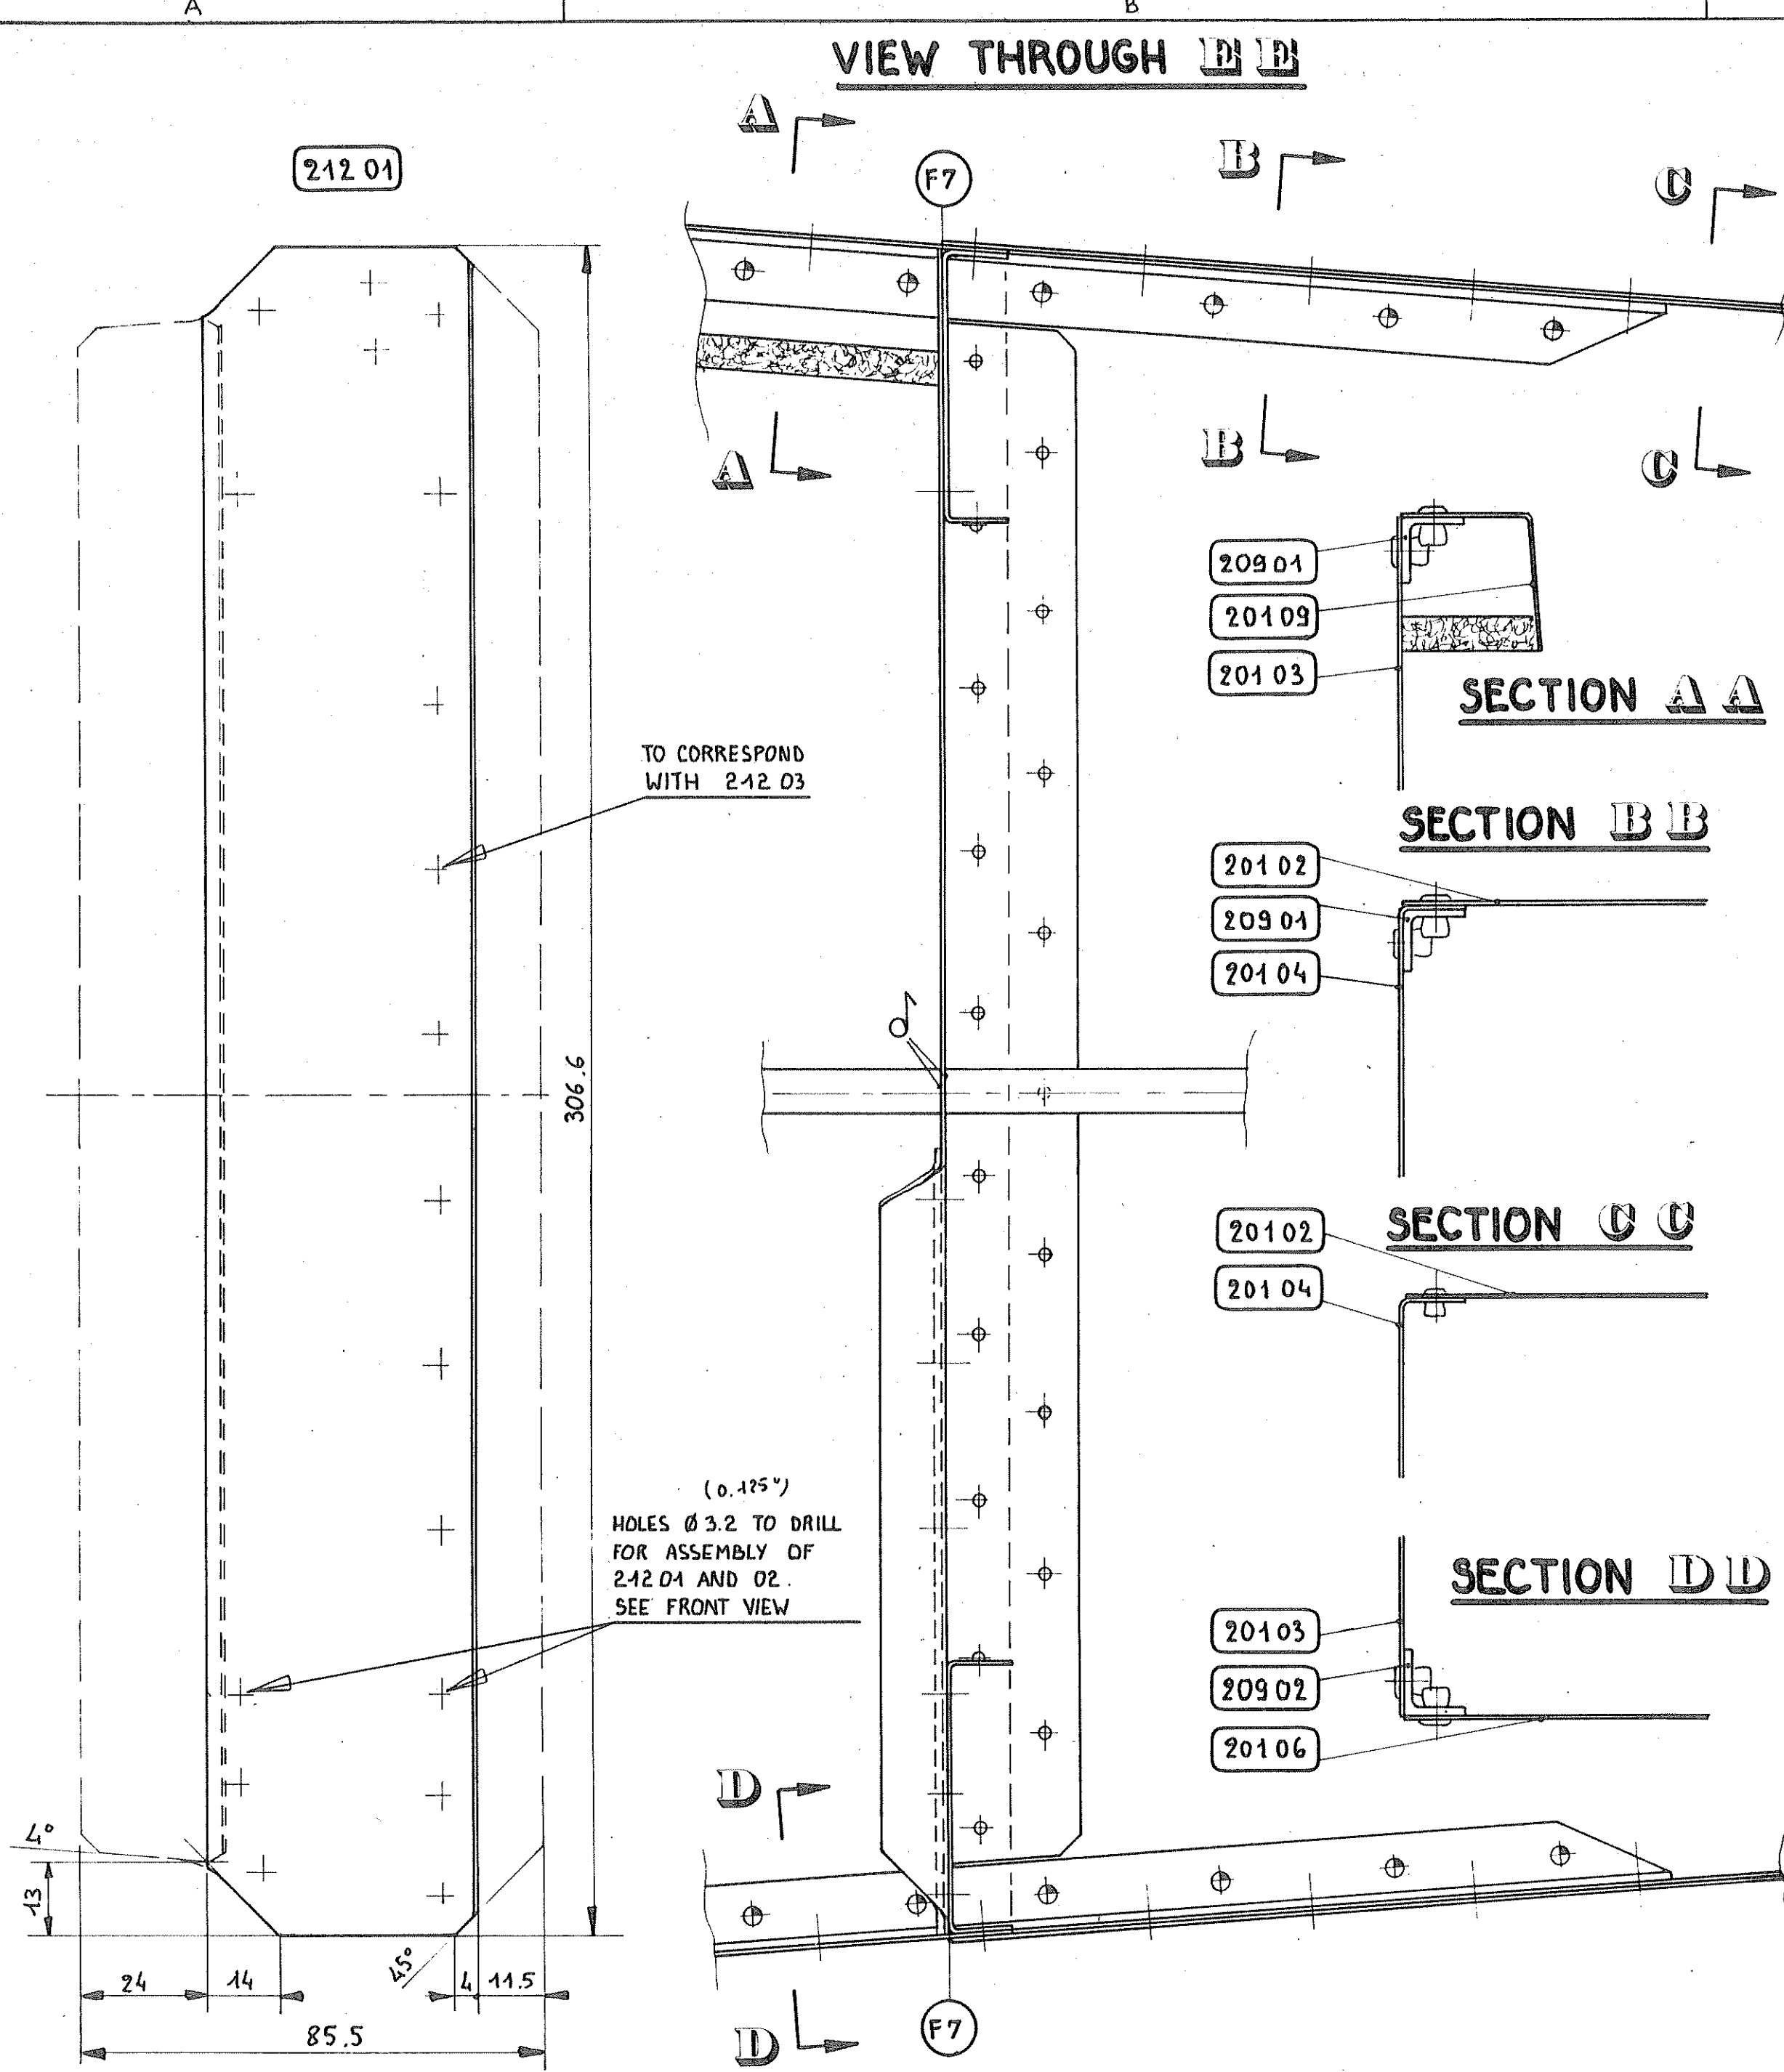 A
B
VIEW THROUGH E E
A
B
C
212 01
F7
A
B
C
209 01
201 09
201 03
SECTION A A
TO CORRESPOND
WITH 212 03
SECTION B B
201 02
209 01
201 04
306.6
SECTION C C
201 02
201 04
(0.125")
HOLES Ø 3.2 TO DRILL
FOR ASSEMBLY OF
212 01 AND 02.
SEE FRONT VIEW
SECTION D D
201 03
209 02
201 06
D
4°
13
45°
24
14
4
11.5
85.5
F7
D